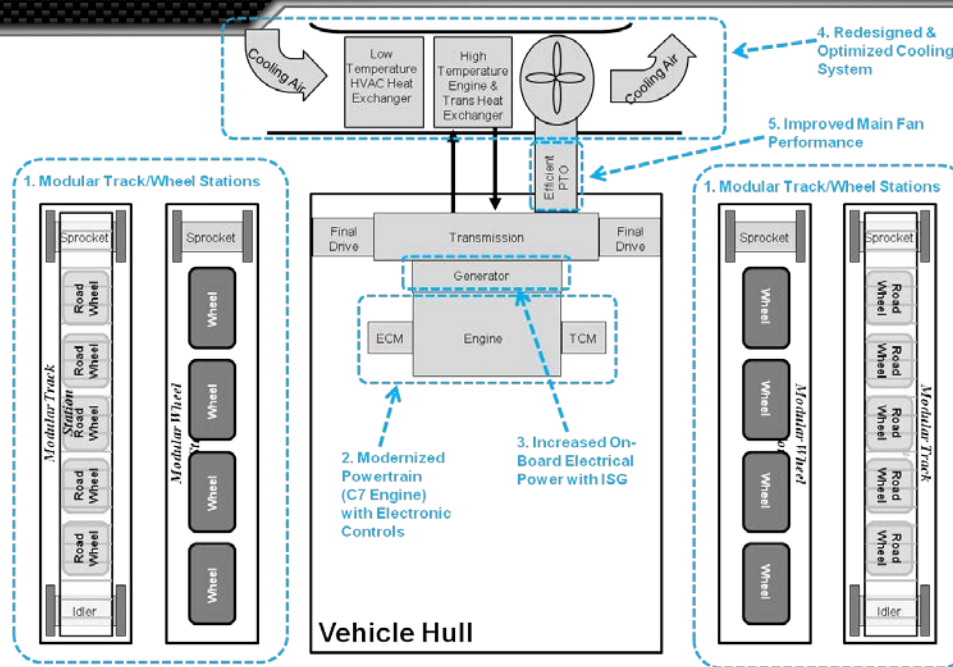 Cooling Air
Low
Temperature
HVAC Heat
Exchanger
High
Temperature
Engine &
Trans Heat
Exchanger
Cooling Air
4. Redesigned &
Optimized Cooling
System
5. Improved Main Fan
Performance
Efficient
PTO
1. Modular Track/Wheel Stations
Sprocket
Road
Wheel
Road
Wheel
Road
Wheel
Road
Wheel
Road
Wheel
Idler
Modular Track
Station
Sprocket
Wheel
Wheel
Wheel
Wheel
Modular Wheel
Final
Drive
Transmission
Final
Drive
Generator
ECM
Engine
TCM
2. Modernized
Powertrain
(C7 Engine)
with Electronic
Controls
3. Increased On-
Board Electrical
Power with ISG
Vehicle Hull
1. Modular Track/Wheel Stations
Sprocket
Wheel
Wheel
Wheel
Wheel
Modular Wheel
Sprocket
Road
Wheel
Road
Wheel
Road
Wheel
Road
Wheel
Road
Wheel
Idler
Modular Track